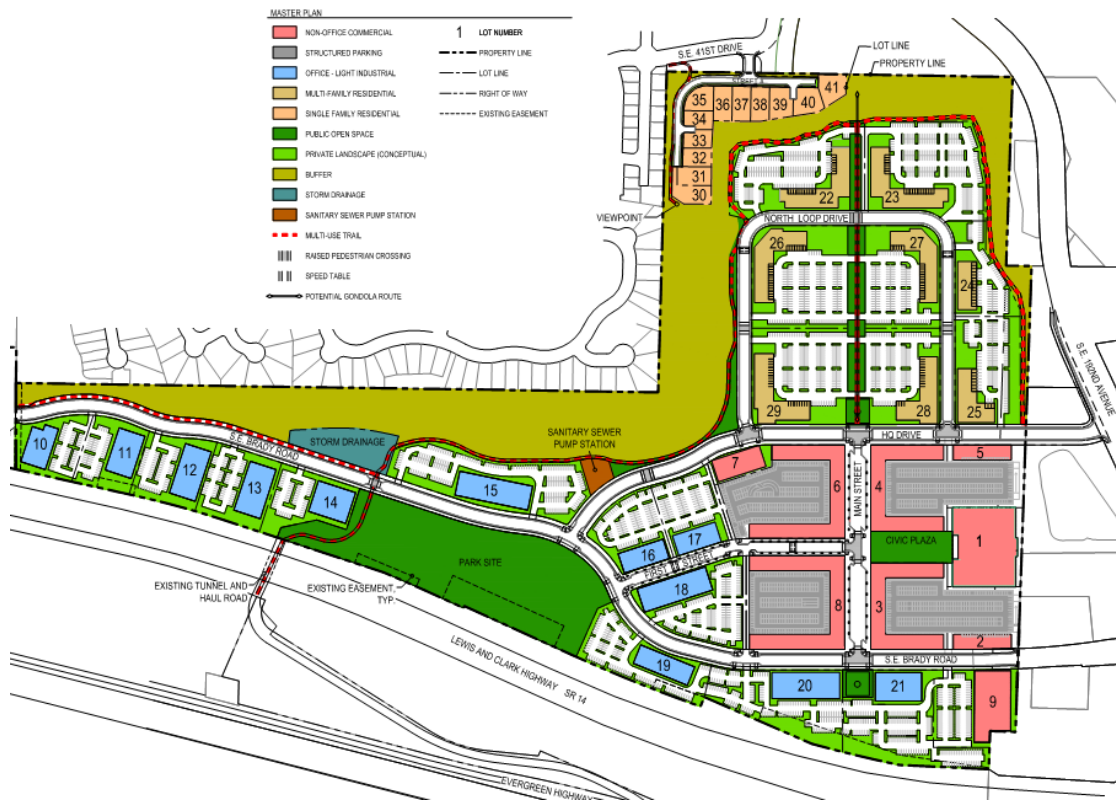 MASTER PLAN
NON-OFFICE COMMERCIAL
STRUCTURED PARKING
OFFICE - LIGHT INDUSTRIAL
MULTI-FAMILY RESIDENTIAL
SINGLE FAMILY RESIDENTIAL
PUBLIC OPEN SPACE
PRIVATE LANDSCAPE (CONCEPTUAL)
BUFFER
STORM DRAINAGE
SANITARY SEWER PUMP STATION
MULTI-USE TRAIL
RAISED PEDESTRIAN CROSSING
SPEED TABLE
POTENTIAL GONDOLA ROUTE
1 LOT NUMBER
PROPERTY LINE
LOT LINE
RIGHT OF WAY
EXISTING EASEMENT
S.E. 41ST DRIVE
LOT LINE
PROPERTY LINE
STREET A
41
35
36
37
38
39
40
34
33
32
31
30
VIEWPOINT
22
23
NORTH LOOP DRIVE
26
27
24
29
28
25
S.E. 192ND AVENUE
HQ DRIVE
SANITARY SEWER
PUMP STATION
STORM DRAINAGE
S.E. BRADY ROAD
10
11
12
13
14
15
7
6
MAIN STREET
4
5
CIVIC PLAZA
1
16
17
FIRST STREET
18
8
3
2
PARK SITE
EXISTING TUNNEL AND
HAUL ROAD
EXISTING EASEMENT,
TYP.
19
S.E. BRADY ROAD
20
21
9
LEWIS AND CLARK HIGHWAY SR 14
EVERGREEN HIGHWAY